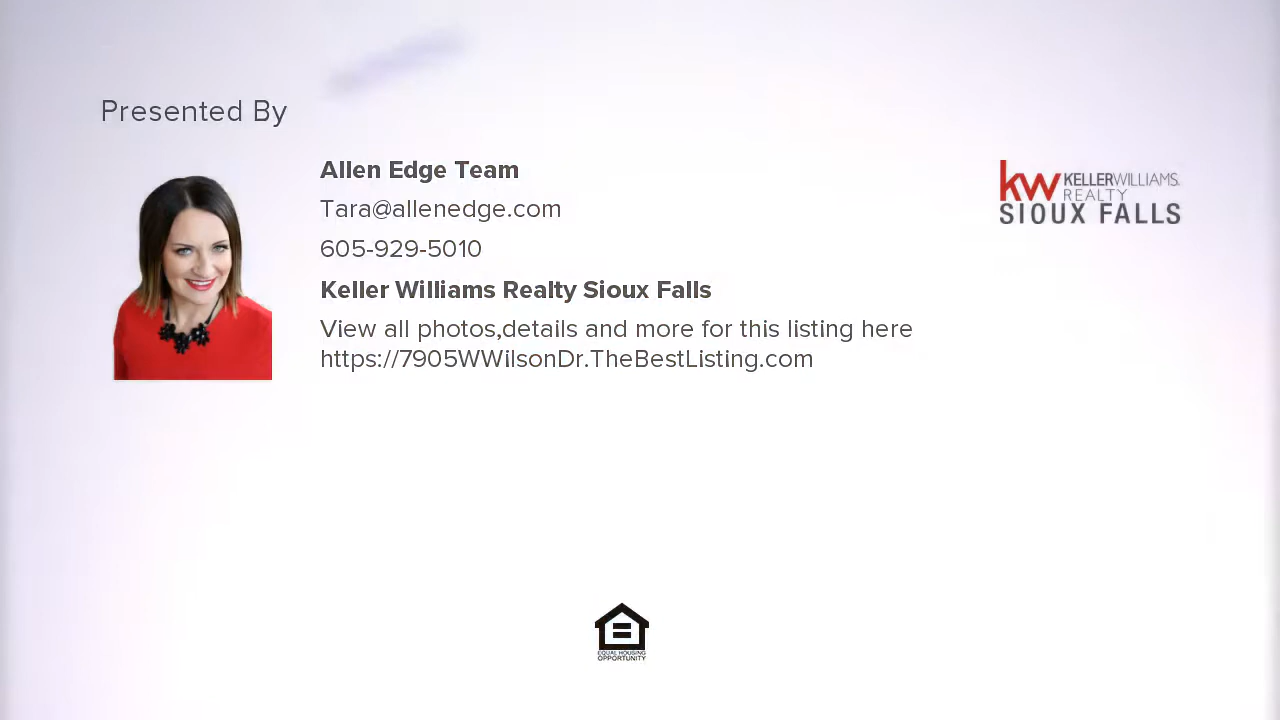 Presented By
Allen Edge Team
Tara@allenedge.com
605-929-5010
Keller Williams Realty Sioux Falls
View all photos,details and more for this listing here
https://7905WWilsonDr.TheBestListing.com
kw KELLERWILLIAMS.
REALTY
SIOUX FALLS
EQUAL HOUSING
OPPORTUNITY